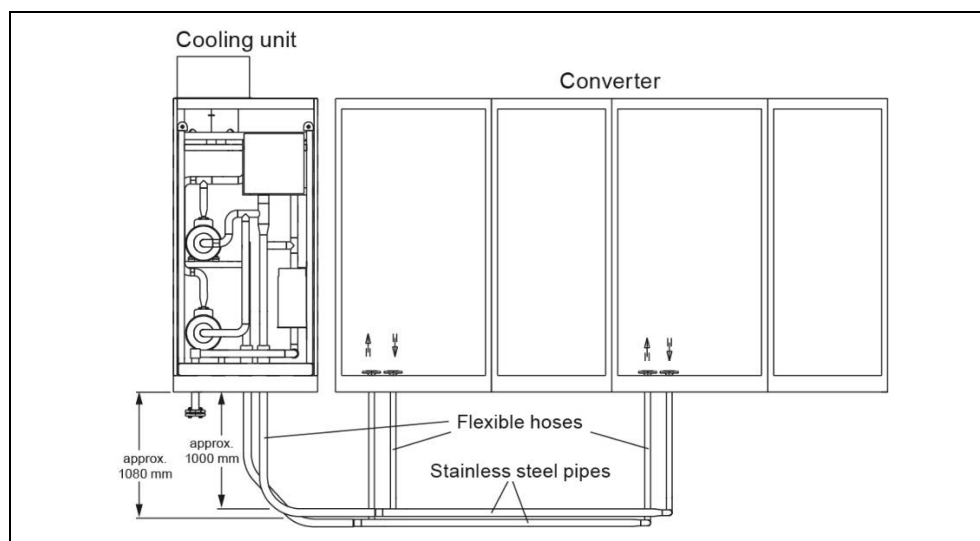 Cooling unit
Converter
Flexible hoses
approx.
1000 mm
approx.
1080 mm
Stainless steel pipes